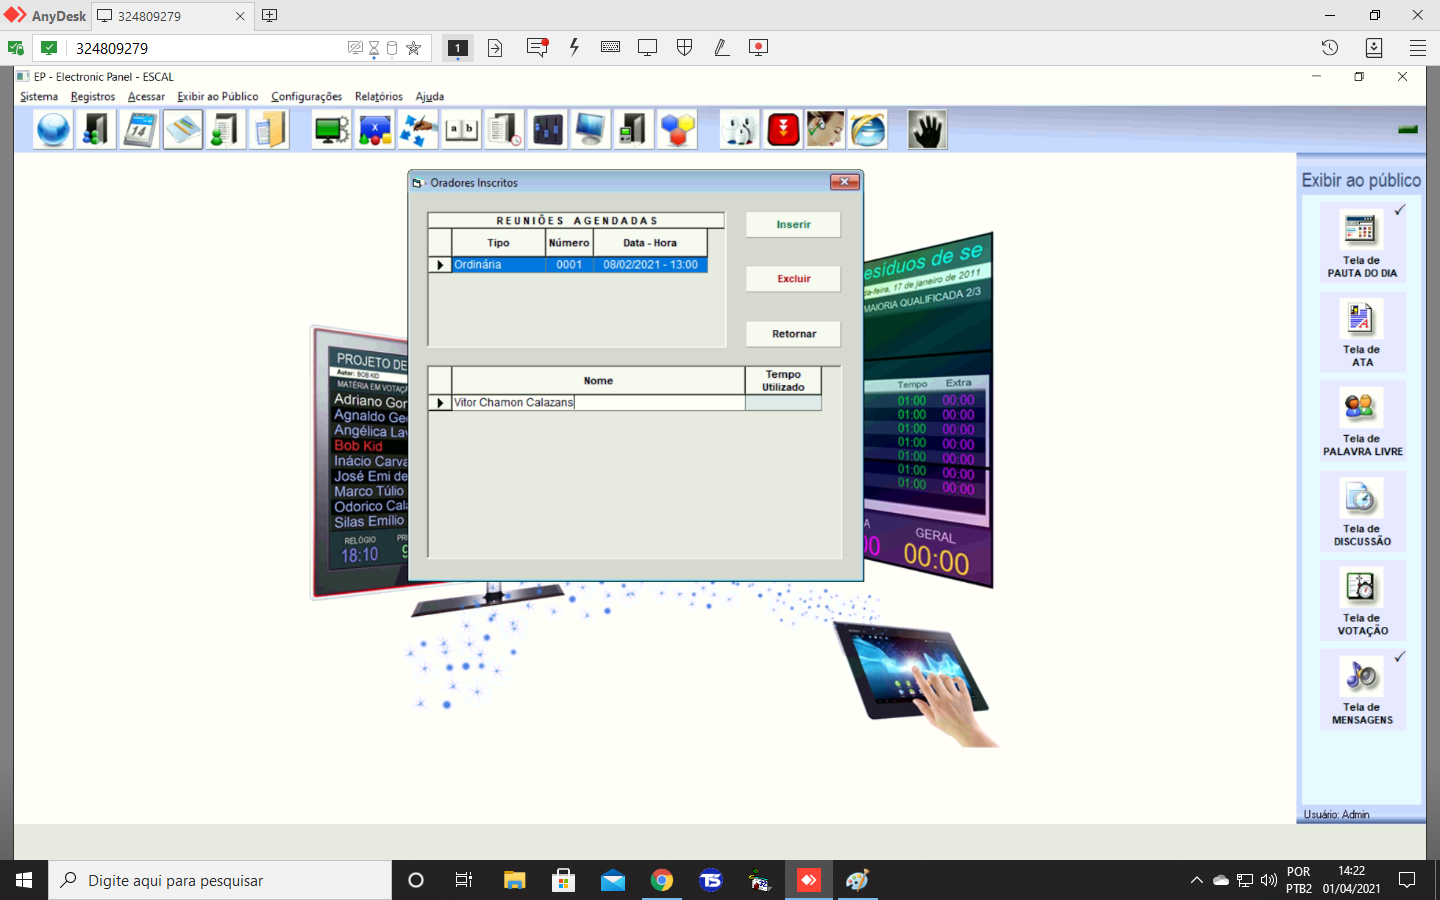 AnyDesk
324809279
324809279
1
EP - Electronic Panel - ESCAL
Sistema Registros Acessar Exibir ao Público Configurações Relatórios Ajuda
14
X
a b
Oradores Inscritos
REUNIÕES AGENDADAS
Tipo Número Data - Hora
Ordinária 0001 08/02/2021 - 13:00
Inserir
Excluir
Retornar
Nome Tempo Utilizado
Vitor Chamon Calazans
PROJETO DE
Autor: BOB KID
MATÉRIA EM VOTAÇ
Adriano Gor
Agnaldo Ge
Angélica La
Bob Kid
Inácio Carva
José Emi de
Marco Túlio
Odorico Cal
Silas Emílio
RELÓGIO
18:10
esíduos de se
da-feira, 17 de janeiro de 2011
MAIORIA QUALIFICADA 2/3
Tempo Extra
01:00 00:00
01:00 00:00
01:00 00:00
01:00 00:00
01:00 00:00
01:00 00:00
01:00 00:00
GERAL
00:00
Exibir ao público
Tela de
PAUTA DO DIA
Tela de
ATA
Tela de
PALAVRA LIVRE
Tela de
DISCUSSÃO
Tela de
VOTAÇÃO
Tela de
MENSAGENS
Usuário: Admin
Digite aqui para pesquisar
POR
PTB2
14:22
01/04/2021